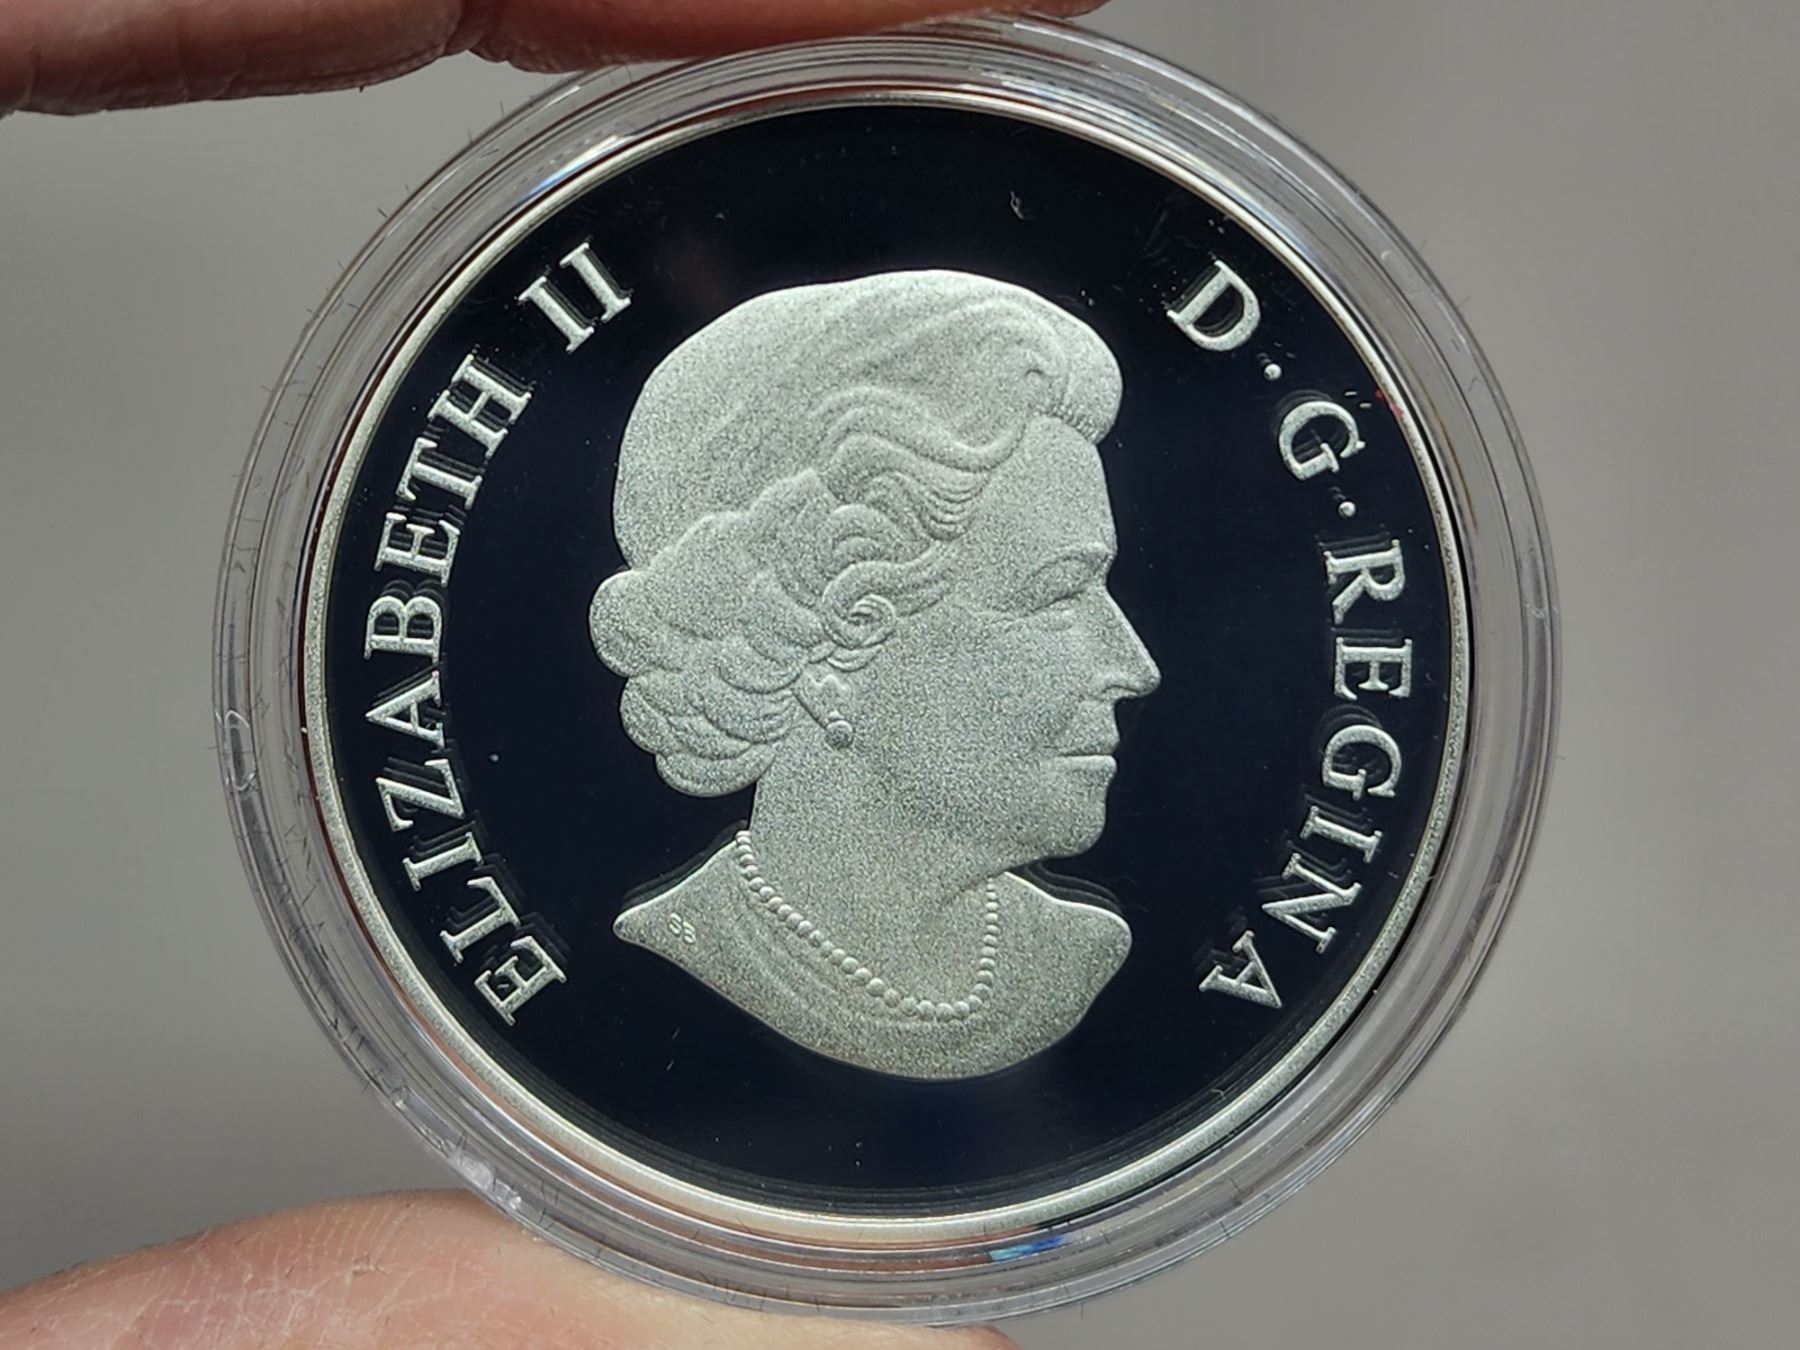 ELIZABETH II
D·G·REGINA
SB